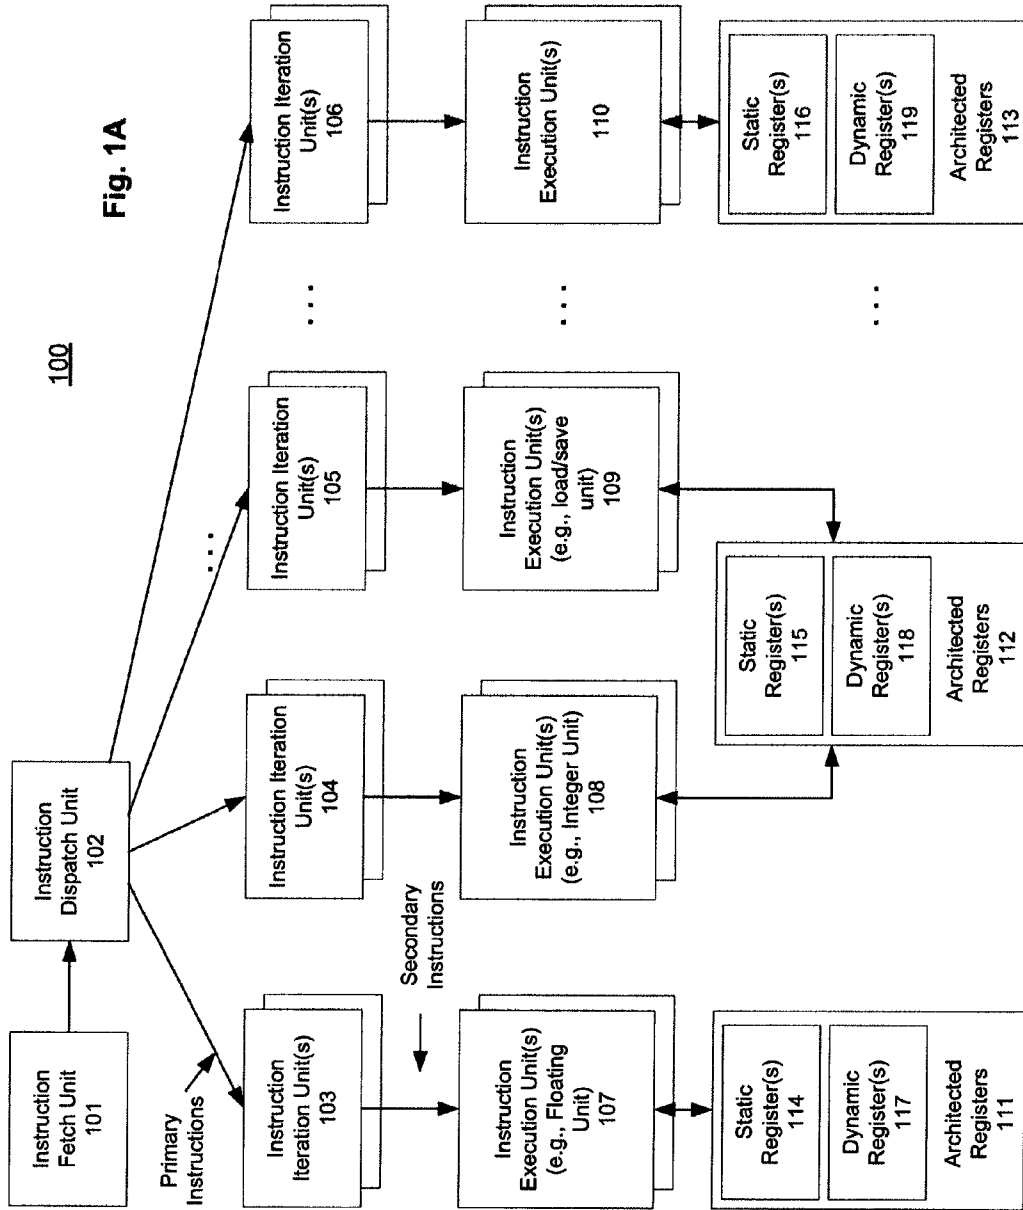 Fig. 1A
100
Instruction
Fetch Unit
101
Instruction
Dispatch Unit
102
Primary
Instructions
...
Instruction
Iteration Unit(s)
103
Instruction Iteration
Unit(s)
104
Instruction Iteration
Unit(s)
105
...
Instruction Iteration
Unit(s)
106
Secondary
Instructions
Instruction
Execution Unit(s)
(e.g., Floating
Unit)
107
Instruction
Execution Unit(s)
(e.g., Integer Unit)
108
Instruction
Execution Unit(s)
(e.g., load/save
unit)
109
...
Instruction
Execution Unit(s)
110
Static
Register(s)
114
Dynamic
Register(s)
117
Architected
Registers
111
Static
Register(s)
115
Dynamic
Register(s)
118
Architected
Registers
112
...
Static
Register(s)
116
Dynamic
Register(s)
119
Architected
Registers
113